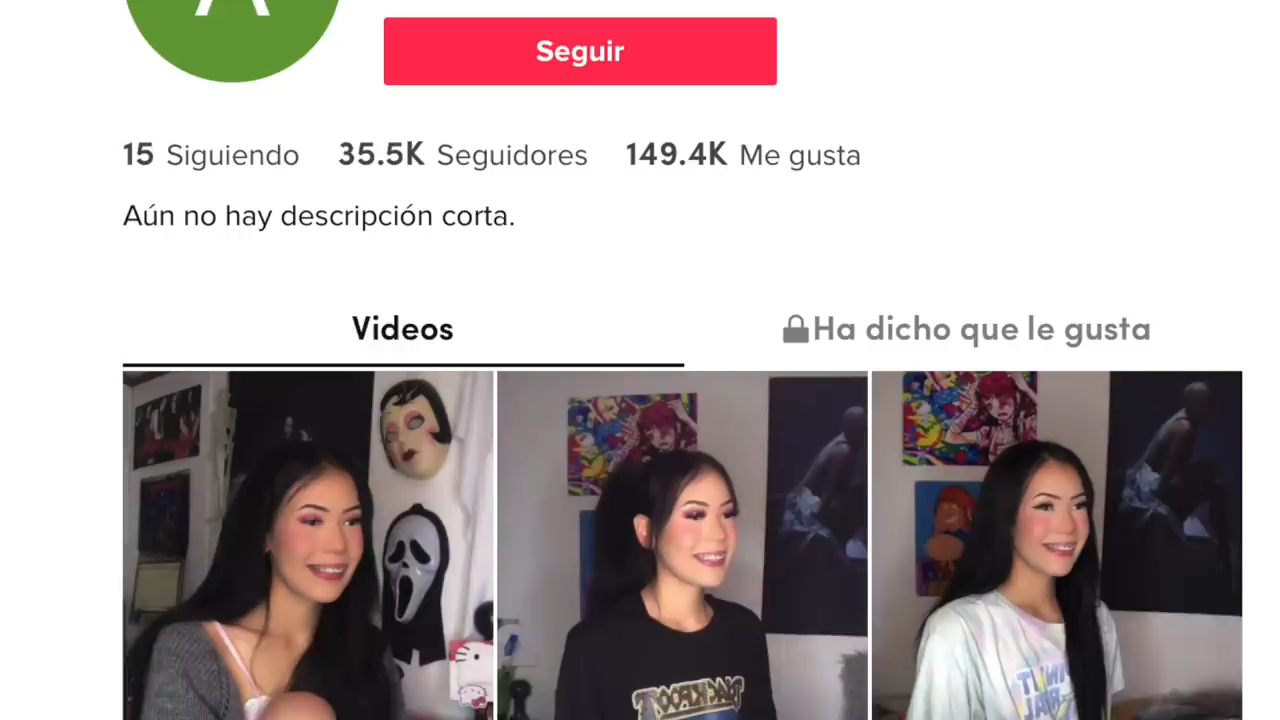 A
Seguir
15 Siguiendo 35.5K Seguidores 149.4K Me gusta
Aún no hay descripción corta.
Videos Ha dicho que le gusta